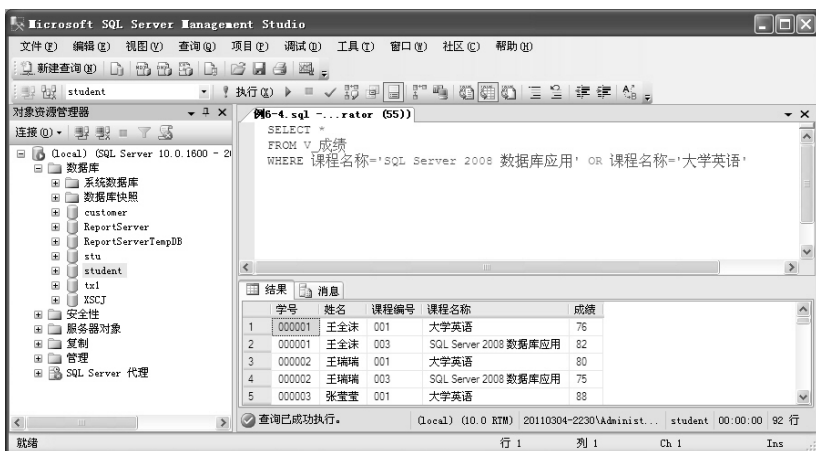 Microsoft SQL Server Management Studio
文件(F) 编辑(E) 视图(V) 查询(Q) 项目(P) 调试(D) 工具(T) 窗口(W) 社区(C) 帮助(H)
新建查询(N)
student 执行(X)
对象资源管理器
连接(O)
(local) (SQL Server 10.0.1600 - 20
数据库
系统数据库
数据库快照
customer
ReportServer
ReportServerTempDB
stu
student
tx1
XSCJ
安全性
服务器对象
复制
管理
SQL Server 代理
例6-4.sql -...rator (55))
SELECT *
FROM V_成绩
WHERE 课程名称='SQL Server 2008 数据库应用' OR 课程名称='大学英语'
结果 消息
学号 姓名 课程编号 课程名称 成绩
1 000001 王全洙 001 大学英语 76
2 000001 王全洙 003 SQL Server 2008 数据库应用 82
3 000002 王瑞瑞 001 大学英语 80
4 000002 王瑞瑞 003 SQL Server 2008 数据库应用 75
5 000003 张莹莹 001 大学英语 88
查询已成功执行。 (local) (10.0 RTM) 20110304-2230\Administ... student 00:00:00 92 行
就绪 行 1 列 1 Ch 1 Ins